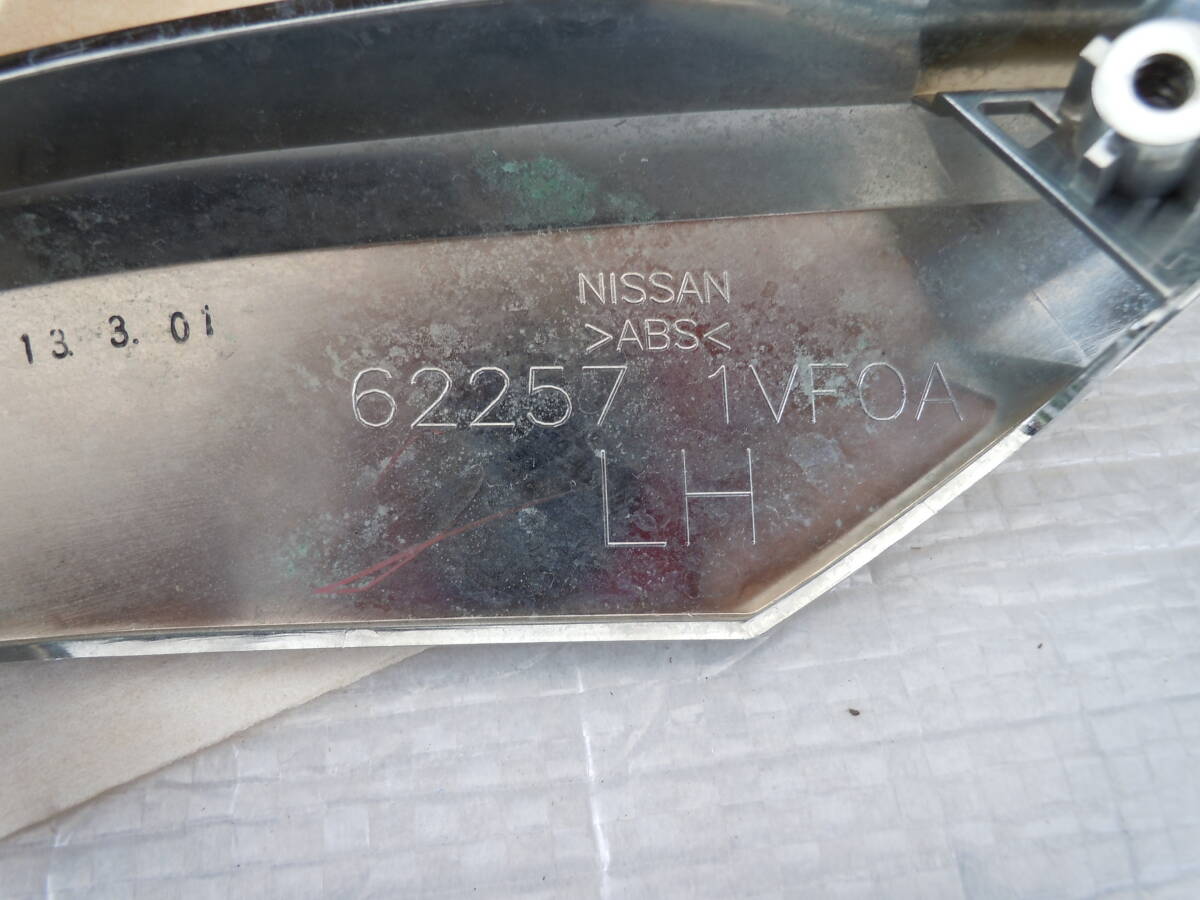 NISSAN
>ABS<
13. 3. 01
62257 1VF0A
LH